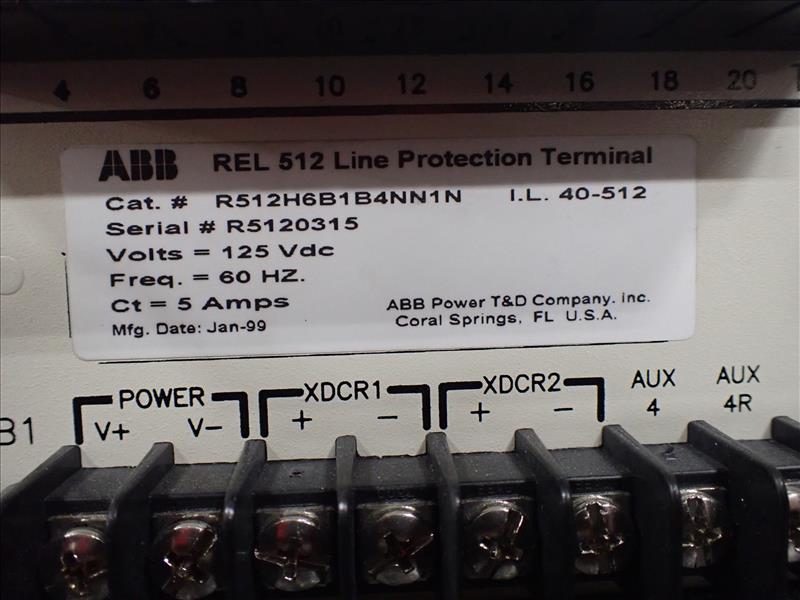 4 6 8 10 12 14 16 18 20
ABB REL 512 Line Protection Terminal
Cat. # R512H6B1B4NN1N I.L. 40-512
Serial # R5120315
Volts = 125 Vdc
Freq. = 60 HZ.
Ct = 5 Amps
ABB Power T&D Company. inc.
Mfg. Date: Jan-99
Coral Springs, FL U.S.A.
POWER XDCR1 XDCR2 AUX AUX
B1 V+ V- + - + - 4 4R